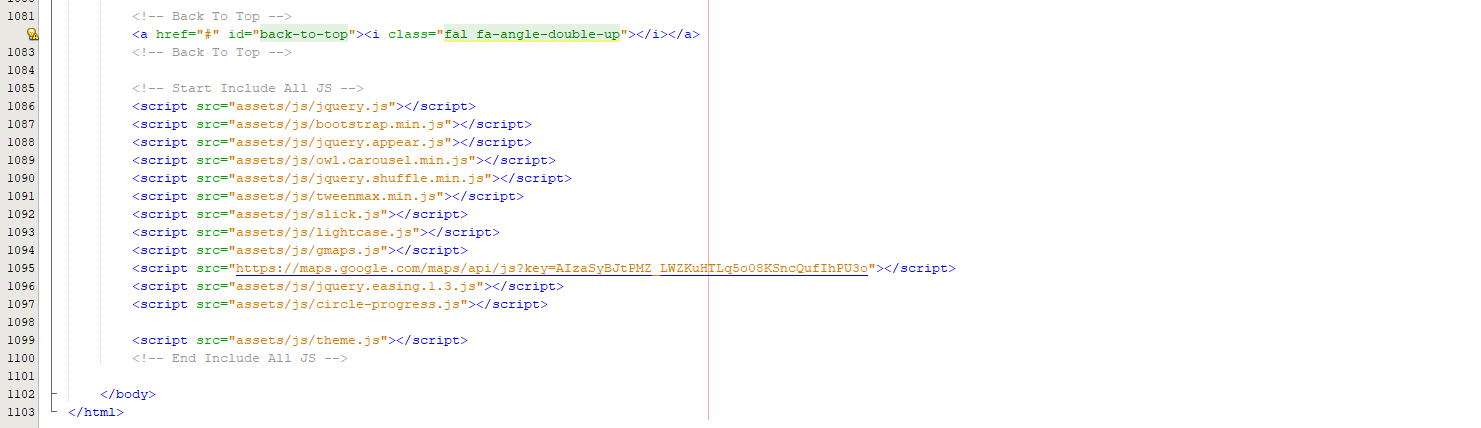 1081 <!-- Back To Top -->
<a href="#" id="back-to-top"><i class="fal fa-angle-double-up"></i></a>
1083 <!-- Back To Top -->
1084
1085 <!-- Start Include All JS -->
1086 <script src="assets/js/jquery.js"></script>
1087 <script src="assets/js/bootstrap.min.js"></script>
1088 <script src="assets/js/jquery.appear.js"></script>
1089 <script src="assets/js/owl.carousel.min.js"></script>
1090 <script src="assets/js/jquery.shuffle.min.js"></script>
1091 <script src="assets/js/tweenmax.min.js"></script>
1092 <script src="assets/js/slick.js"></script>
1093 <script src="assets/js/lightcase.js"></script>
1094 <script src="assets/js/gmaps.js"></script>
1095 <script src="https://maps.google.com/maps/api/js?key=AIzaSyBJtPMZ_LWZKuHTLq5o08KSncQufIhPU3o"></script>
1096 <script src="assets/js/jquery.easing.1.3.js"></script>
1097 <script src="assets/js/circle-progress.js"></script>
1098
1099 <script src="assets/js/theme.js"></script>
1100 <!-- End Include All JS -->
1101
1102 </body>
1103 </html>